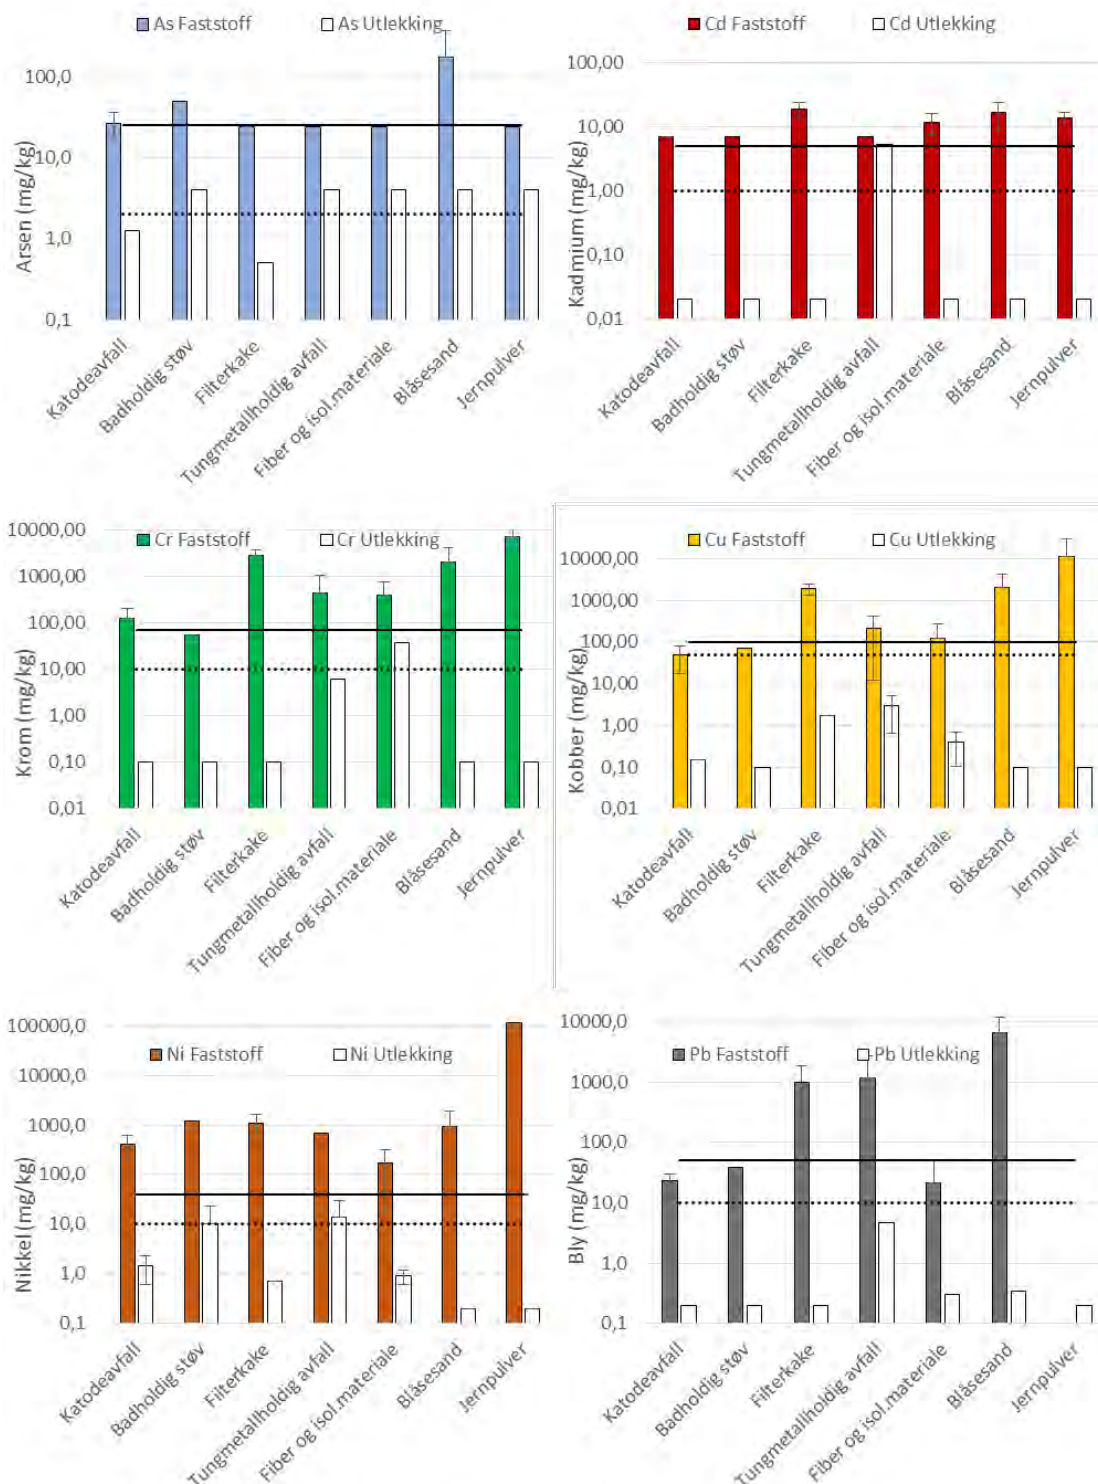 As Faststoff As Utlekking
Arsen (mg/kg)
100,0
10,0
1,0
0,1
Katodeavfall
Badholdig støv
Filterkake
Tungmetallholdig avfall
Fiber og isol.materiale
Blåsesand
Jernpulver
Cd Faststoff Cd Utlekking
Kadmium (mg/kg)
100,00
10,00
1,00
0,10
0,01
Katodeavfall
Badholdig støv
Filterkake
Tungmetallholdig avfall
Fiber og isol.materiale
Blåsesand
Jernpulver
Cr Faststoff Cr Utlekking
Krom (mg/kg)
10000,00
1000,00
100,00
10,00
1,00
0,10
0,01
Katodeavfall
Badholdig støv
Filterkake
Tungmetallholdig avfall
Fiber og isol.materiale
Blåsesand
Jernpulver
Cu Faststoff Cu Utlekking
Kobber (mg/kg)
10000,00
1000,00
100,00
10,00
1,00
0,10
0,01
Katodeavfall
Badholdig støv
Filterkake
Tungmetallholdig avfall
Fiber og isol.materiale
Blåsesand
Jernpulver
Ni Faststoff Ni Utlekking
Nikkel (mg/kg)
100000,0
10000,0
1000,0
100,0
10,0
1,0
0,1
Katodeavfall
Badholdig støv
Filterkake
Tungmetallholdig avfall
Fiber og isol.materiale
Blåsesand
Jernpulver
Pb Faststoff Pb Utlekking
Bly (mg/kg)
10000,0
1000,0
100,0
10,0
1,0
0,1
Katodeavfall
Badholdig støv
Filterkake
Tungmetallholdig avfall
Fiber og isol.materiale
Blåsesand
Jernpulver